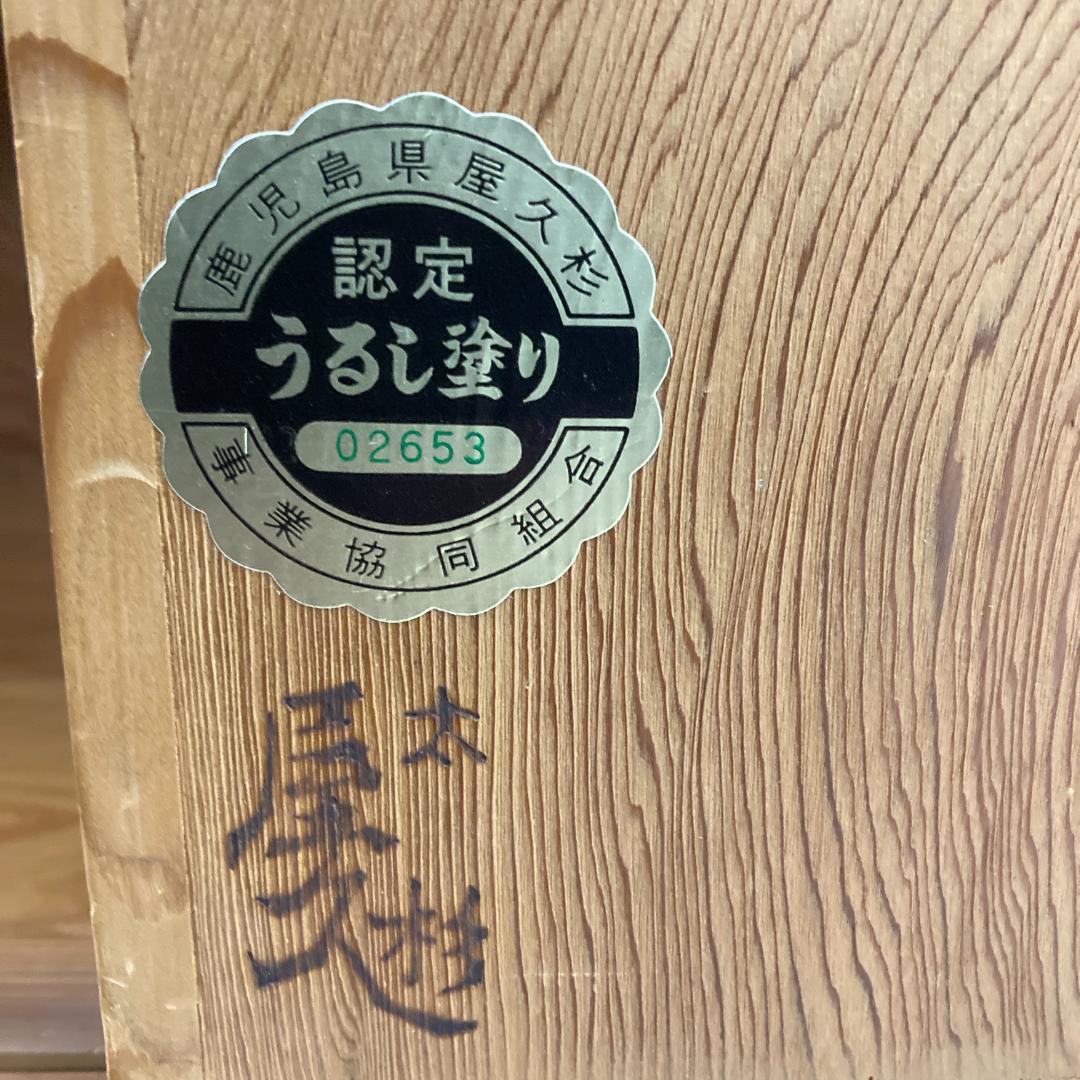 鹿児島県屋久杉
認定
うるし塗り
02653
事業協同組合
屋久杉